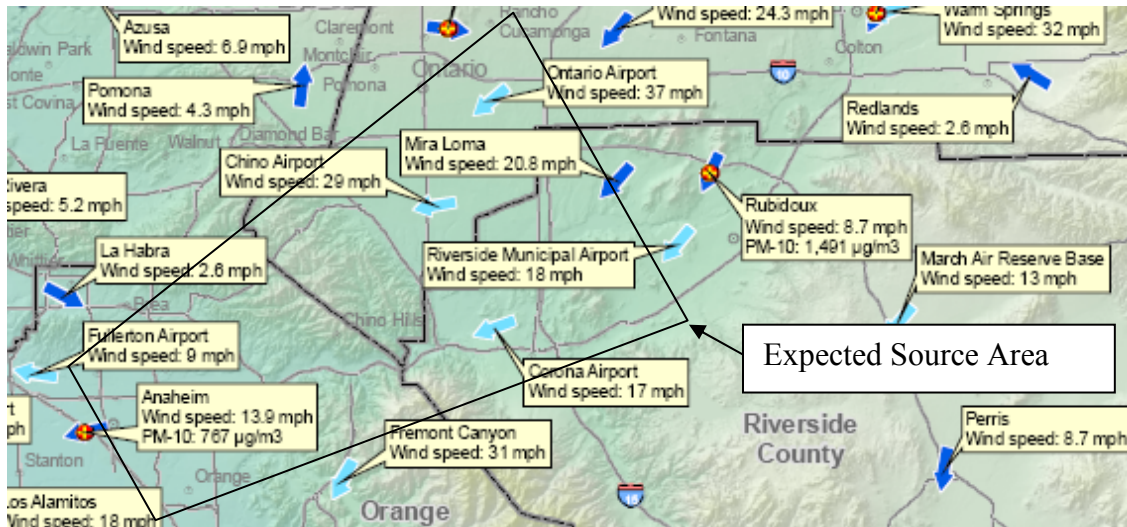 Azusa
Wind speed: 6.9 mph
Claremont
Rancho
Cucamonga
Wind speed: 24.3 mph
Fontana
Warm Springs
Wind speed: 32 mph
Colton
Baldwin Park
Montclair
Ontario
Pomona
Ontario Airport
Wind speed: 37 mph
10
Pomona
Wind speed: 4.3 mph
West Covina
Redlands
Wind speed: 2.6 mph
La Puente
Walnut
Diamond Bar
Mira Loma
Wind speed: 20.8 mph
Chino Airport
Wind speed: 29 mph
Rivera
speed: 5.2 mph
Rubidoux
Wind speed: 8.7 mph
PM-10: 1,491 µg/m3
La Habra
Wind speed: 2.6 mph
Whittier
Riverside Municipal Airport
Wind speed: 18 mph
March Air Reserve Base
Wind speed: 13 mph
Brea
Chino Hills
Fullerton Airport
Wind speed: 9 mph
Expected Source Area
Corona Airport
Wind speed: 17 mph
Anaheim
Wind speed: 13.9 mph
PM-10: 767 µg/m3
Fremont Canyon
Wind speed: 31 mph
Riverside
County
Perris
Wind speed: 8.7 mph
Stanton
Orange
15
Los Alamitos
Wind speed: 18 mph
Orange